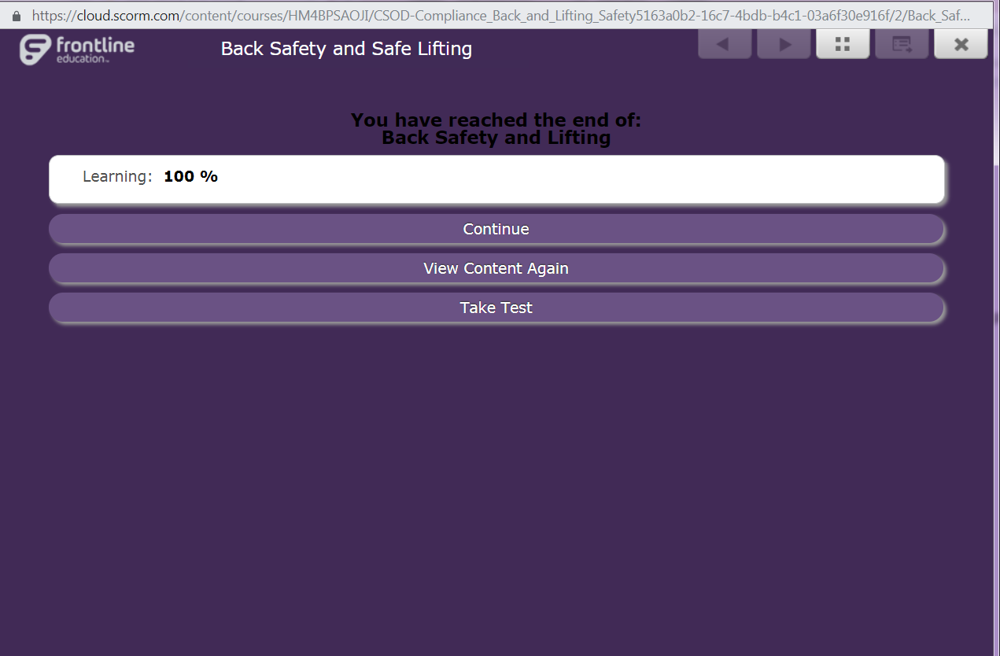 https://cloud.scorm.com/content/courses/HM4BPSAOJI/CSOD-Compliance_Back_and_Lifting_Safety5163a0b2-16c7-4bdb-b4c1-03a6f30e916f/2/Back_Saf...
frontline
education™
Back Safety and Safe Lifting
You have reached the end of:
Back Safety and Lifting
Learning: 100 %
Continue
View Content Again
Take Test